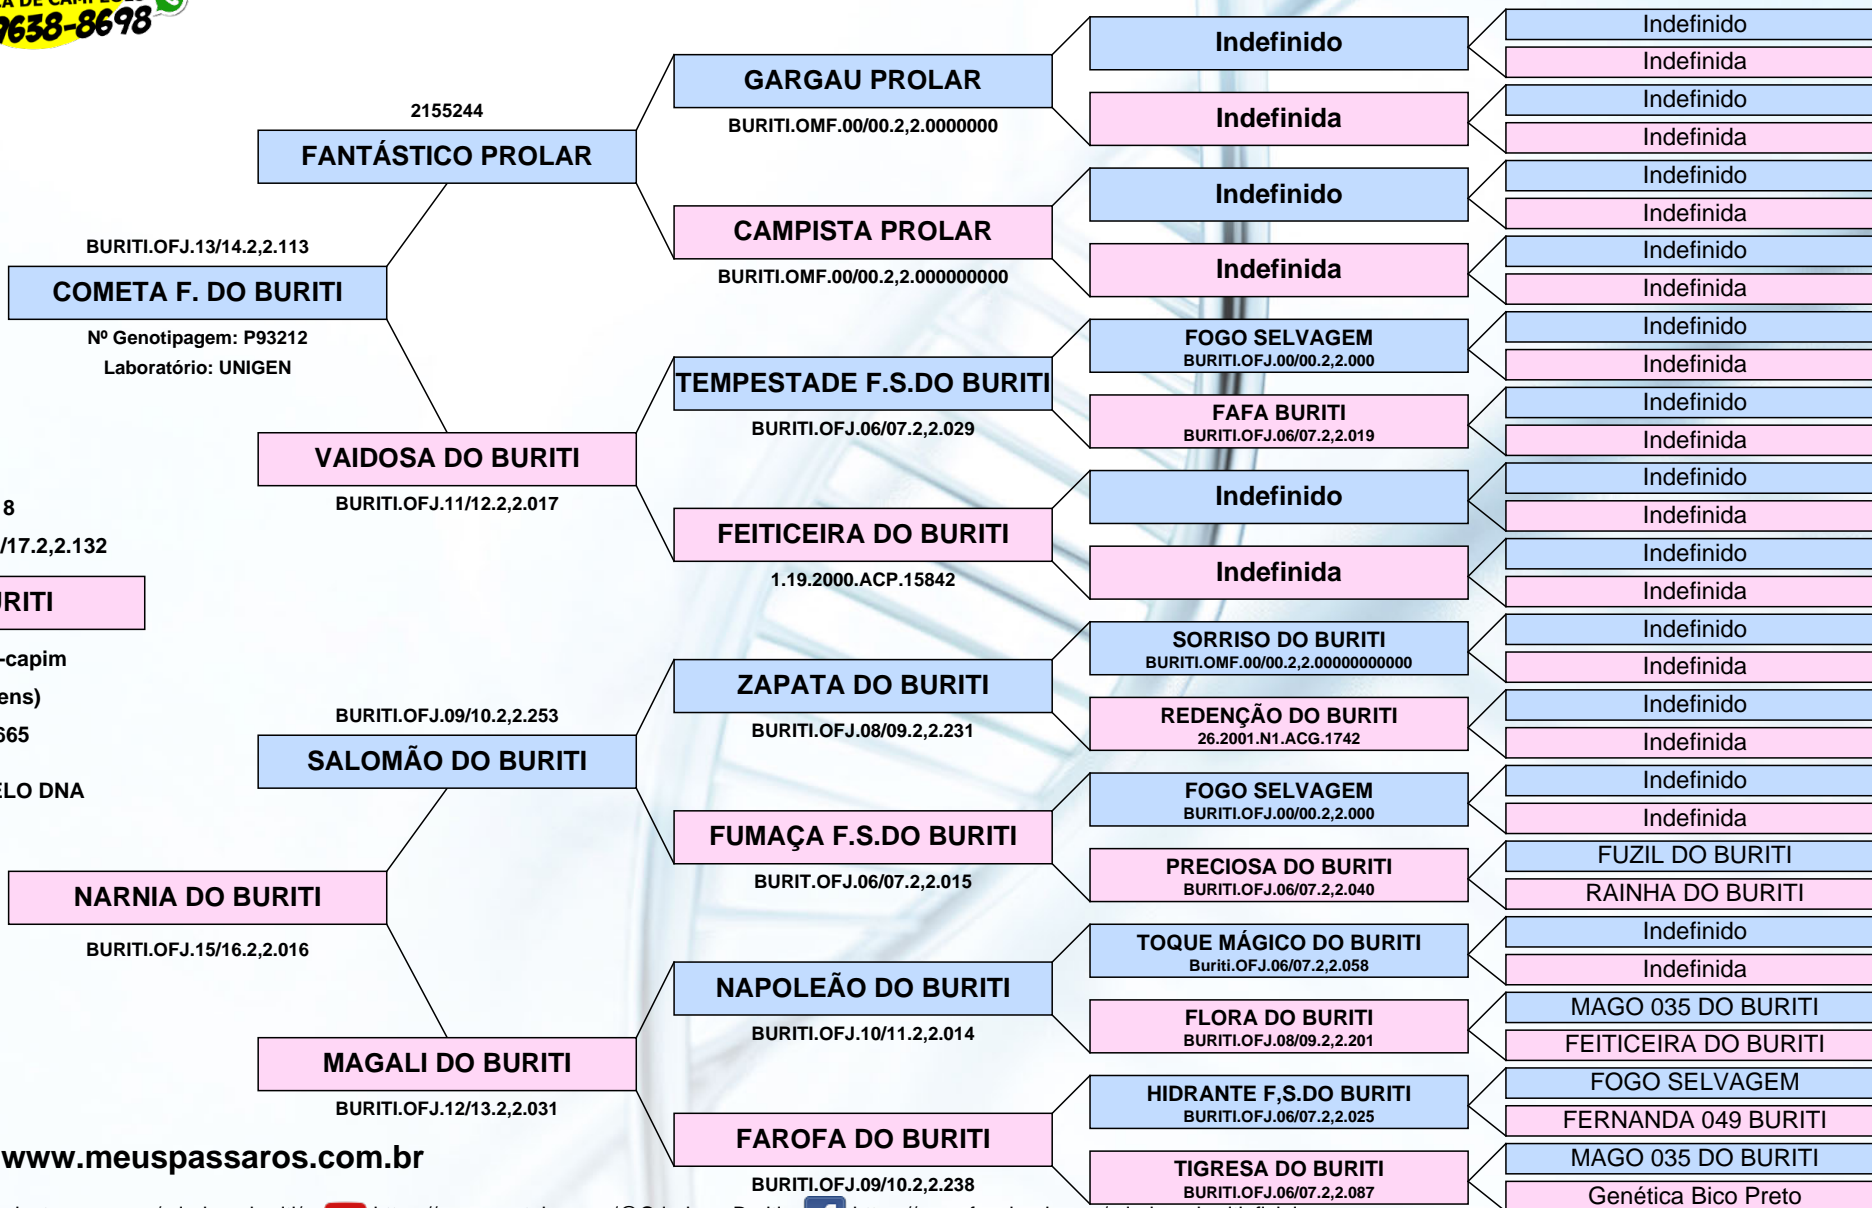 9638-8698
2155244
FANTÁSTICO PROLAR
BURITI.OFJ.13/14.2,2.113
COMETA F. DO BURITI
Nº Genotipagem: P93212
Laboratório: UNIGEN
VAIDOSA DO BURITI
BURITI.OFJ.11/12.2,2.017
8
/17.2,2.132
RITI
-capim
ens)
665
ELO DNA
BURITI.OFJ.09/10.2,2.253
SALOMÃO DO BURITI
NARNIA DO BURITI
BURITI.OFJ.15/16.2,2.016
MAGALI DO BURITI
BURITI.OFJ.12/13.2,2.031
www.meuspassaros.com.br
GARGAU PROLAR
BURITI.OMF.00/00.2,2.0000000
CAMPISTA PROLAR
BURITI.OMF.00/00.2,2.000000000
TEMPESTADE F.S.DO BURITI
BURITI.OFJ.06/07.2,2.029
FEITICEIRA DO BURITI
1.19.2000.ACP.15842
ZAPATA DO BURITI
BURITI.OFJ.08/09.2,2.231
FUMAÇA F.S.DO BURITI
BURIT.OFJ.06/07.2,2.015
NAPOLEÃO DO BURITI
BURITI.OFJ.10/11.2,2.014
FAROFA DO BURITI
BURITI.OFJ.09/10.2,2.238
Indefinido
Indefinida
Indefinido
Indefinida
FOGO SELVAGEM
BURITI.OFJ.00/00.2,2.000
FAFA BURITI
BURITI.OFJ.06/07.2,2.019
Indefinido
Indefinida
SORRISO DO BURITI
BURITI.OMF.00/00.2,2.00000000000
REDENÇÃO DO BURITI
26.2001.N1.ACG.1742
FOGO SELVAGEM
BURITI.OFJ.00/00.2,2.000
PRECIOSA DO BURITI
BURITI.OFJ.06/07.2,2.040
TOQUE MÁGICO DO BURITI
Buriti.OFJ.06/07.2,2.058
FLORA DO BURITI
BURITI.OFJ.08/09.2,2.201
HIDRANTE F,S.DO BURITI
BURITI.OFJ.06/07.2,2.025
TIGRESA DO BURITI
BURITI.OFJ.06/07.2,2.087
Indefinido
Indefinida
Indefinido
Indefinida
Indefinido
Indefinida
Indefinido
Indefinida
Indefinido
Indefinida
Indefinido
Indefinida
Indefinido
Indefinida
Indefinido
Indefinida
Indefinido
Indefinida
Indefinido
Indefinida
Indefinido
Indefinida
FUZIL DO BURITI
RAINHA DO BURITI
Indefinido
Indefinida
MAGO 035 DO BURITI
FEITICEIRA DO BURITI
FOGO SELVAGEM
FERNANDA 049 BURITI
MAGO 035 DO BURITI
Genética Bico Preto